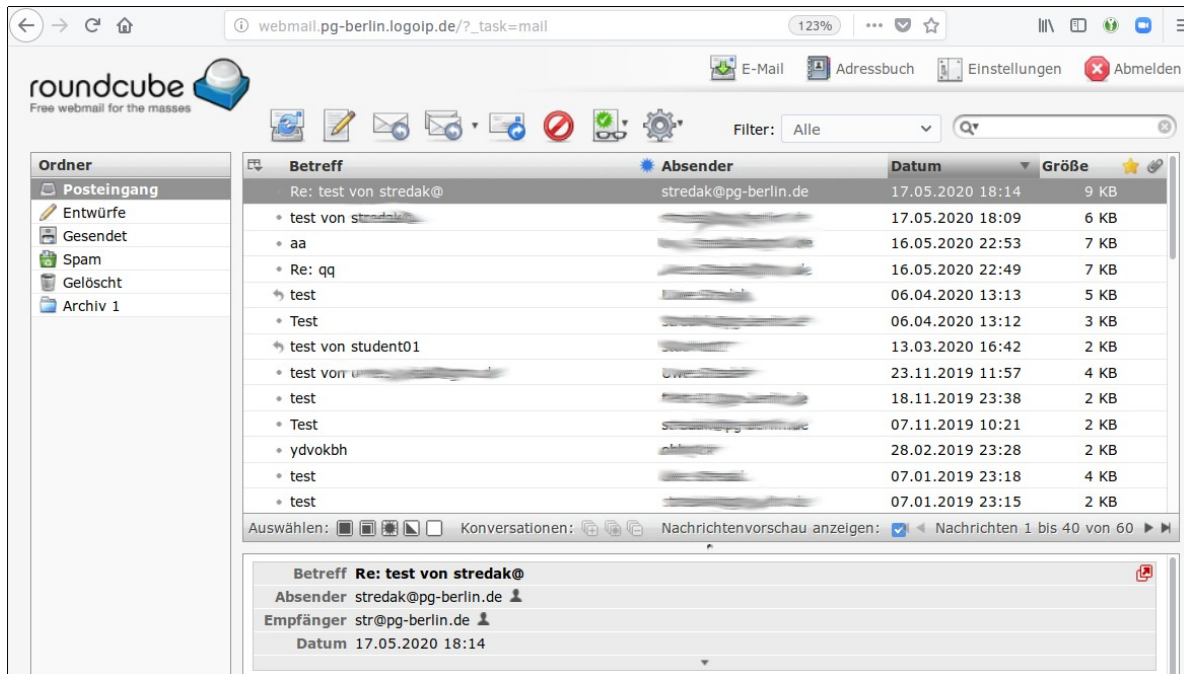 webmail.pg-berlin.logoip.de/?_task=mail 123%
roundcube
Free webmail for the masses
E-Mail Adressbuch Einstellungen Abmelden
Filter: Alle
Ordner
Posteingang
Entwürfe
Gesendet
Spam
Gelöscht
Archiv 1
Betreff Absender Datum Größe
Re: test von stredak@ stredak@pg-berlin.de 17.05.2020 18:14 9 KB
test von 17.05.2020 18:09 6 KB
aa 16.05.2020 22:53 7 KB
Re: qq 16.05.2020 22:49 7 KB
test 06.04.2020 13:13 5 KB
Test 06.04.2020 13:12 3 KB
test von student01 13.03.2020 16:42 2 KB
test von 23.11.2019 11:57 4 KB
test 18.11.2019 23:38 2 KB
Test 07.11.2019 10:21 2 KB
ydvokbh 28.02.2019 23:28 2 KB
test 07.01.2019 23:18 4 KB
test 07.01.2019 23:15 2 KB
Auswählen: Konversationen: Nachrichtenvorschau anzeigen: Nachrichten 1 bis 40 von 60
Betreff Re: test von stredak@
Absender stredak@pg-berlin.de
Empfänger str@pg-berlin.de
Datum 17.05.2020 18:14